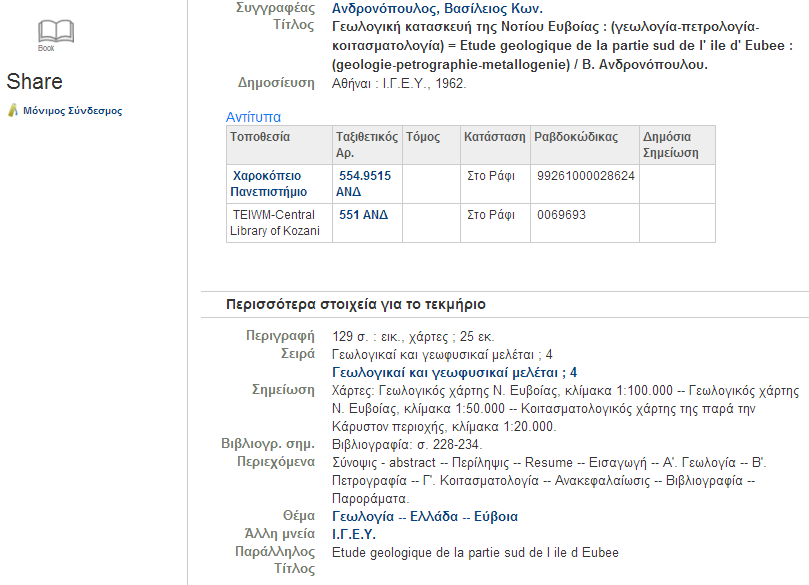 Book
Share
Μόνιμος Σύνδεσμος
Συγγραφέας Ανδρονόπουλος, Βασίλειος Κων.
Τίτλος Γεωλογική κατασκευή της Νοτίου Ευβοίας : (γεωλογία-πετρολογία-
κοιτασματολογία) = Etude geologique de la partie sud de l' ile d' Eubee :
(geologie-petrographie-metallogenie) / Β. Ανδρονόπουλου.
Δημοσίευση Αθήναι : Ι.Γ.Ε.Υ., 1962.
Αντίτυπα
Τοποθεσία Ταξιθετικός Τόμος Κατάσταση Ραβδοκώδικας Δημόσια
Αρ. Σημείωση
Χαροκόπειο 554.9515 Στο Ράφι 99261000028624
Πανεπιστήμιο ΑΝΔ
TEIWM-Central 551 ΑΝΔ Στο Ράφι 0069693
Library of Kozani
Περισσότερα στοιχεία για το τεκμήριο
Περιγραφή 129 σ. : εικ., χάρτες ; 25 εκ.
Σειρά Γεωλογικαί και γεωφυσικαί μελέται ; 4
Γεωλογικαί και γεωφυσικαί μελέται ; 4
Σημείωση Χάρτες: Γεωλογικός χάρτης Ν. Ευβοίας, κλίμακα 1:100.000 -- Γεωλογικός χάρτης
Ν. Ευβοίας, κλίμακα 1:50.000 -- Κοιτασματολογικός χάρτης της παρά την
Κάρυστον περιοχής, κλίμακα 1:20.000.
Βιβλιογρ. σημ. Βιβλιογραφία: σ. 228-234.
Περιεχόμενα Σύνοψις - abstract -- Περίληψις -- Resume -- Εισαγωγή -- Α'. Γεωλογία -- Β'.
Πετρογραφία -- Γ'. Κοιτασματολογία -- Ανακεφαλαίωσις -- Βιβλιογραφία --
Παροράματα.
Θέμα Γεωλογία -- Ελλάδα -- Εύβοια
Άλλη μνεία Ι.Γ.Ε.Υ.
Παράλληλος Etude geologique de la partie sud de l ile d Eubee
Τίτλος